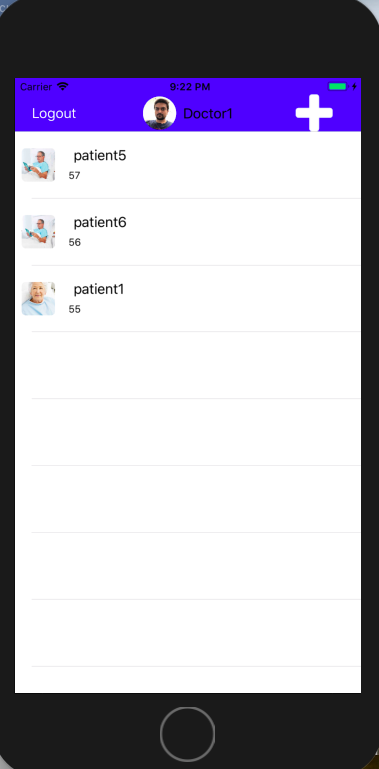 Carrier 9:22 PM
Logout Doctor1
patient5
57
patient6
56
patient1
55